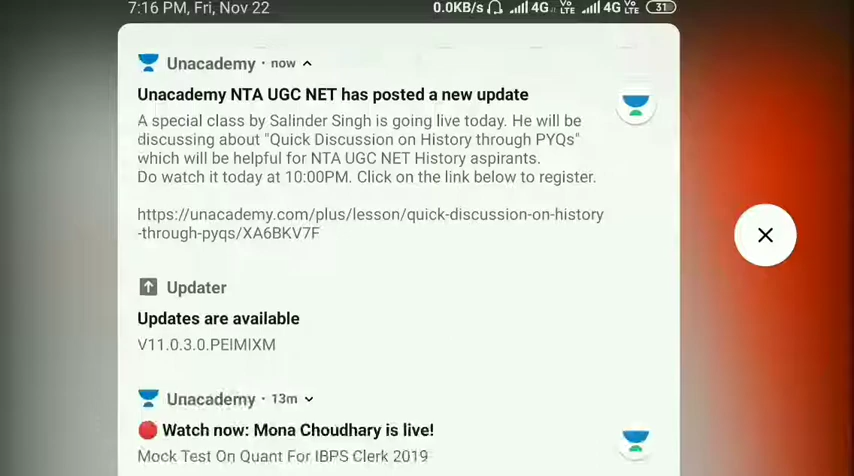 7:16 PM, Fri, Nov 22 0.0KB/s 4G Vo LTE 4G Vo LTE 31
Unacademy · now
Unacademy NTA UGC NET has posted a new update
A special class by Salinder Singh is going live today. He will be
discussing about "Quick Discussion on History through PYQs"
which will be helpful for NTA UGC NET History aspirants.
Do watch it today at 10:00PM. Click on the link below to register.
https://unacademy.com/plus/lesson/quick-discussion-on-history
-through-pyqs/XA6BKV7F
Updater
Updates are available
V11.0.3.0.PEIMIXM
Unacademy · 13m
Watch now: Mona Choudhary is live!
Mock Test On Quant For IBPS Clerk 2019